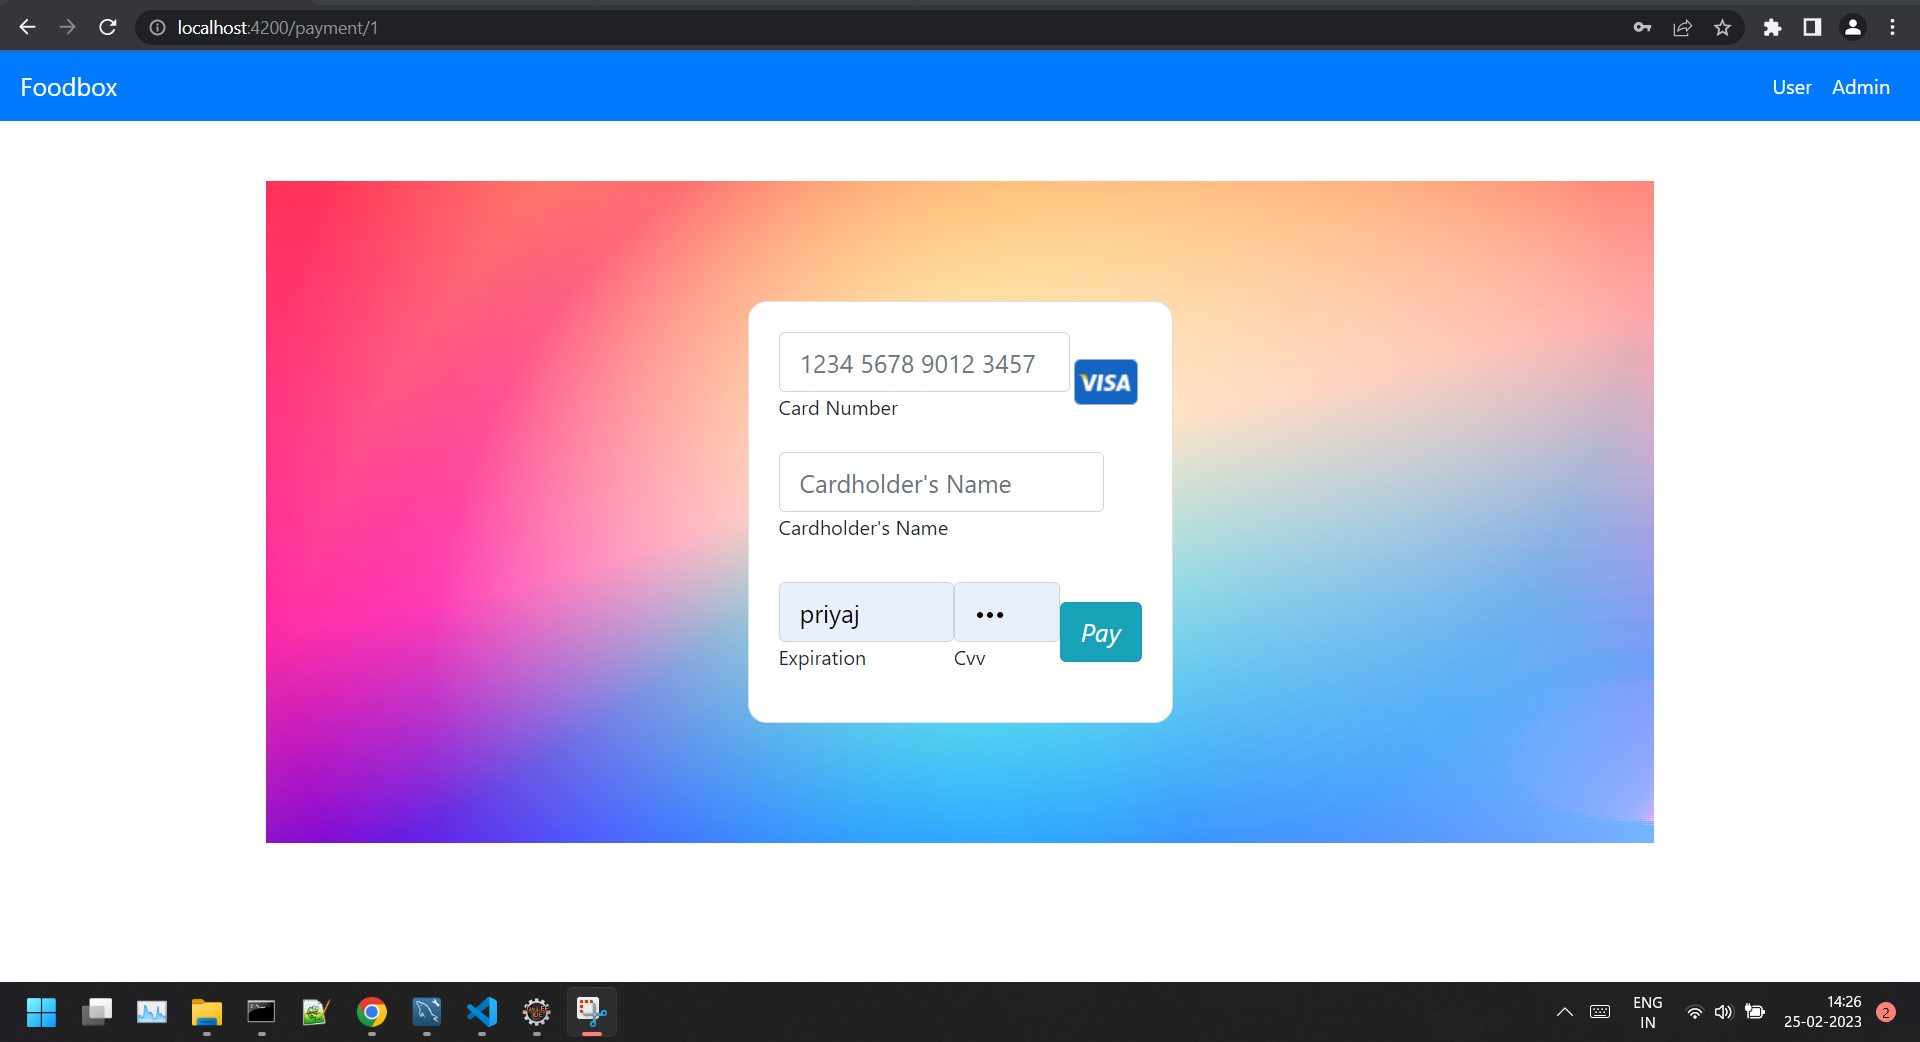 localhost:4200/payment/1
Foodbox
User Admin
1234 5678 9012 3457
VISA
Card Number
Cardholder's Name
Cardholder's Name
priyaj •••
Pay
Expiration Cvv
ENG
IN
14:26
25-02-2023
2